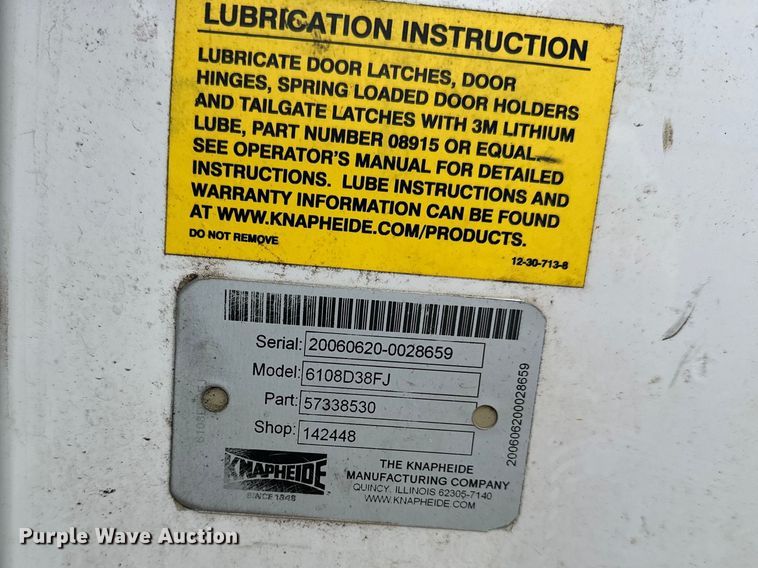 LUBRICATION INSTRUCTION
LUBRICATE DOOR LATCHES, DOOR
HINGES, SPRING LOADED DOOR HOLDERS
AND TAILGATE LATCHES WITH 3M LITHIUM
LUBE, PART NUMBER 08915 OR EQUAL.
SEE OPERATOR'S MANUAL FOR DETAILED
INSTRUCTIONS. LUBE INSTRUCTIONS AND
WARRANTY INFORMATION CAN BE FOUND
AT WWW.KNAPHEIDE.COM/PRODUCTS.
DO NOT REMOVE
12-30-713-8
Serial: 20060620-0028659
Model: 6108D38FJ
Part: 57338530
Shop: 142448
200606200028659
KNAPHEIDE
SINCE 1848
THE KNAPHEIDE
MANUFACTURING COMPANY
QUINCY, ILLINOIS 62305-7140
WWW.KNAPHEIDE.COM
Purple Wave Auction